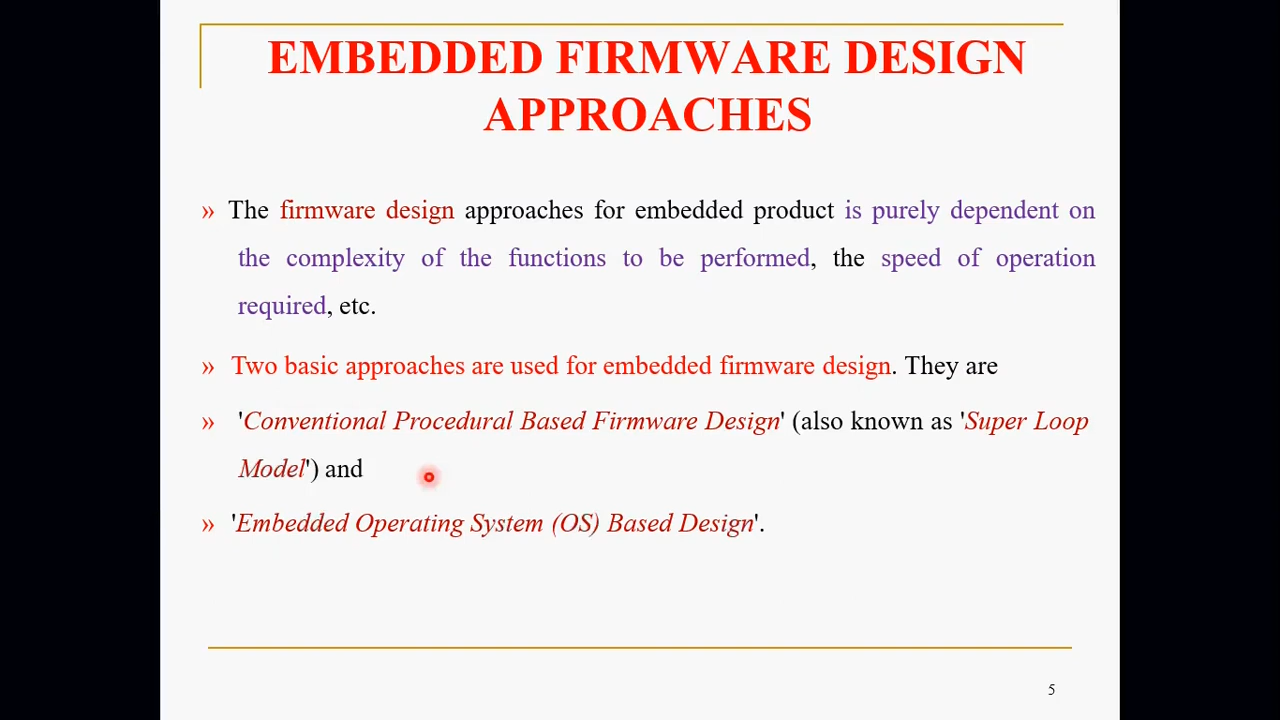 EMBEDDED FIRMWARE DESIGN
APPROACHES
» The firmware design approaches for embedded product is purely dependent on
the complexity of the functions to be performed, the speed of operation
required, etc.
» Two basic approaches are used for embedded firmware design. They are
» 'Conventional Procedural Based Firmware Design' (also known as 'Super Loop
Model') and
» 'Embedded Operating System (OS) Based Design'.
5